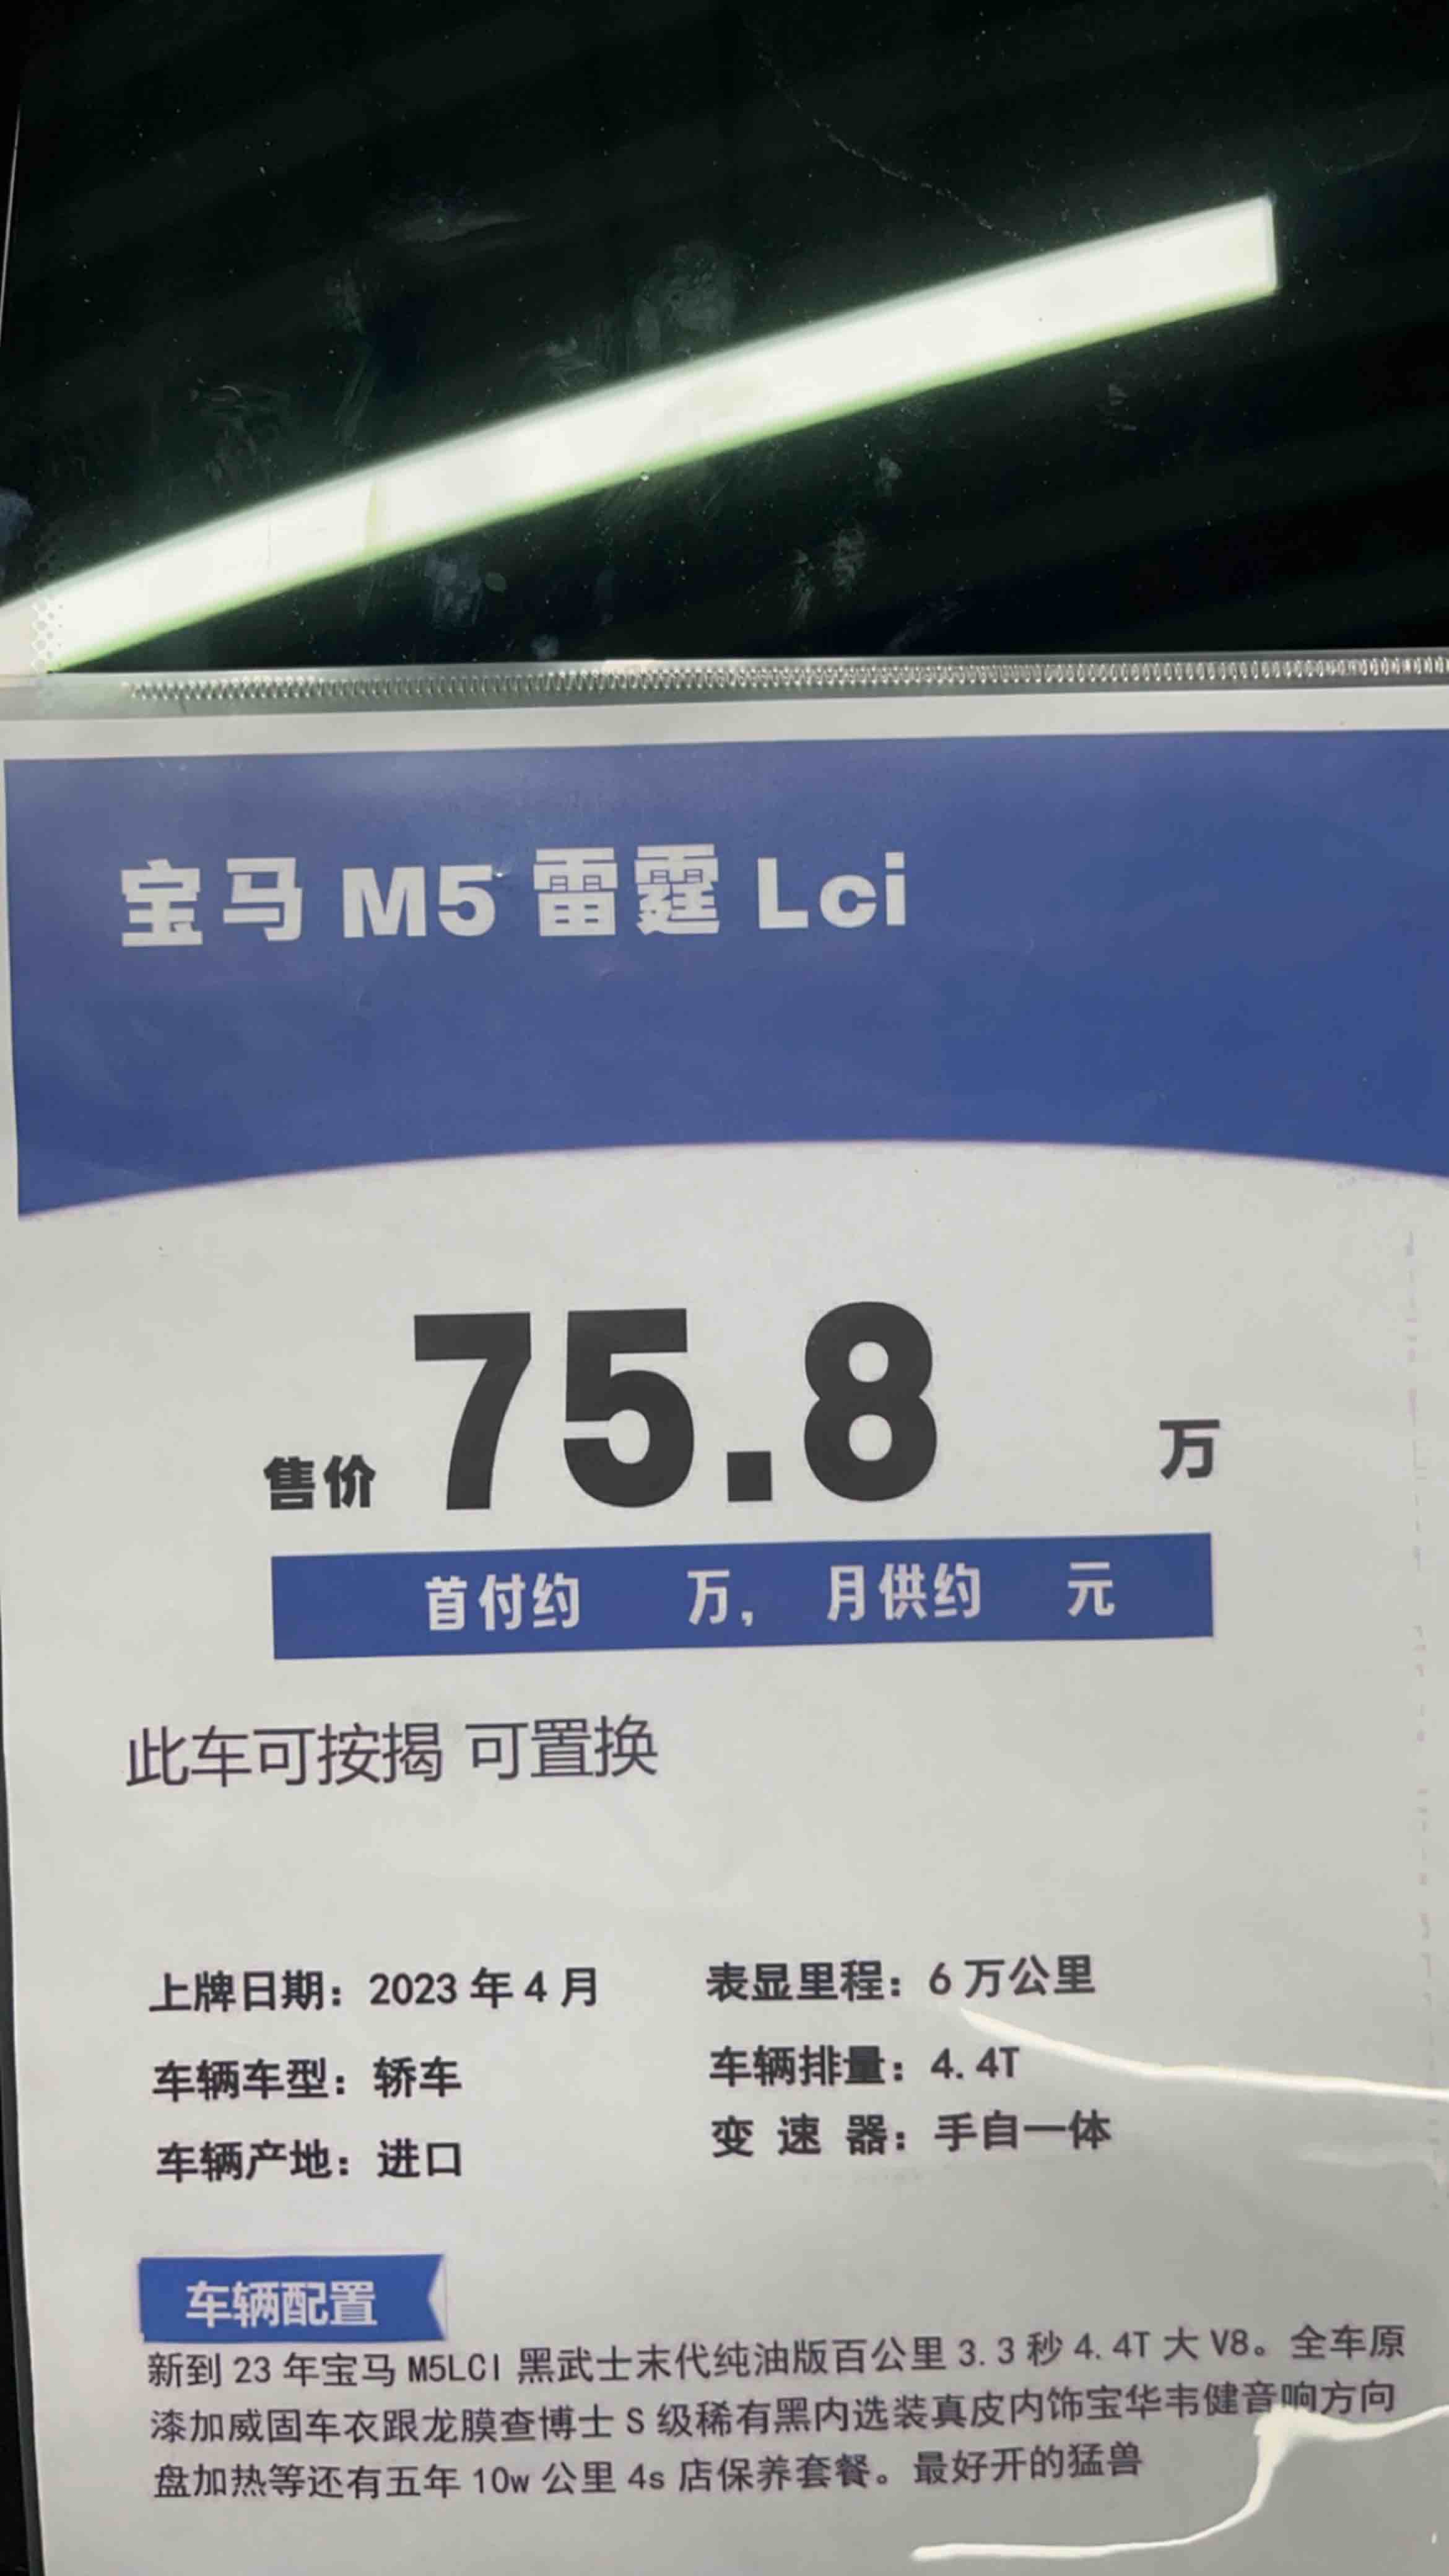 宝马 M5 雷霆 Lci
售价 75.8 万
首付约 万， 月供约 元
此车可按揭 可置换
上牌日期：2023 年 4 月 表显里程：6 万公里
车辆车型：轿车 车辆排量：4.4T
车辆产地：进口 变 速 器：手自一体
车辆配置
新到 23 年宝马 M5LCI 黑武士末代纯油版百公里 3.3 秒 4.4T 大 V8。全车原
漆加威固车衣跟龙膜查博士 S 级稀有黑内选装真皮内饰宝华韦健音响方向
盘加热等还有五年 10w 公里 4s 店保养套餐。最好开的猛兽